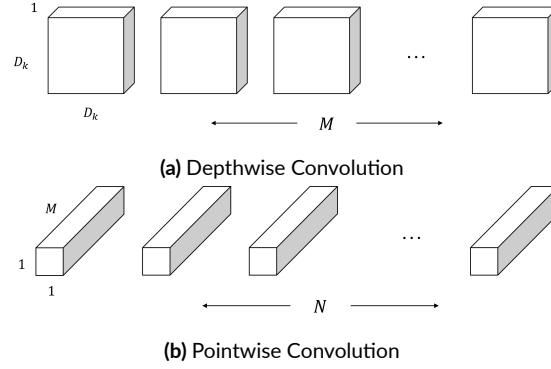 1
D_k
D_k
...
M
(a) Depthwise Convolution
M
1
1
...
N
(b) Pointwise Convolution